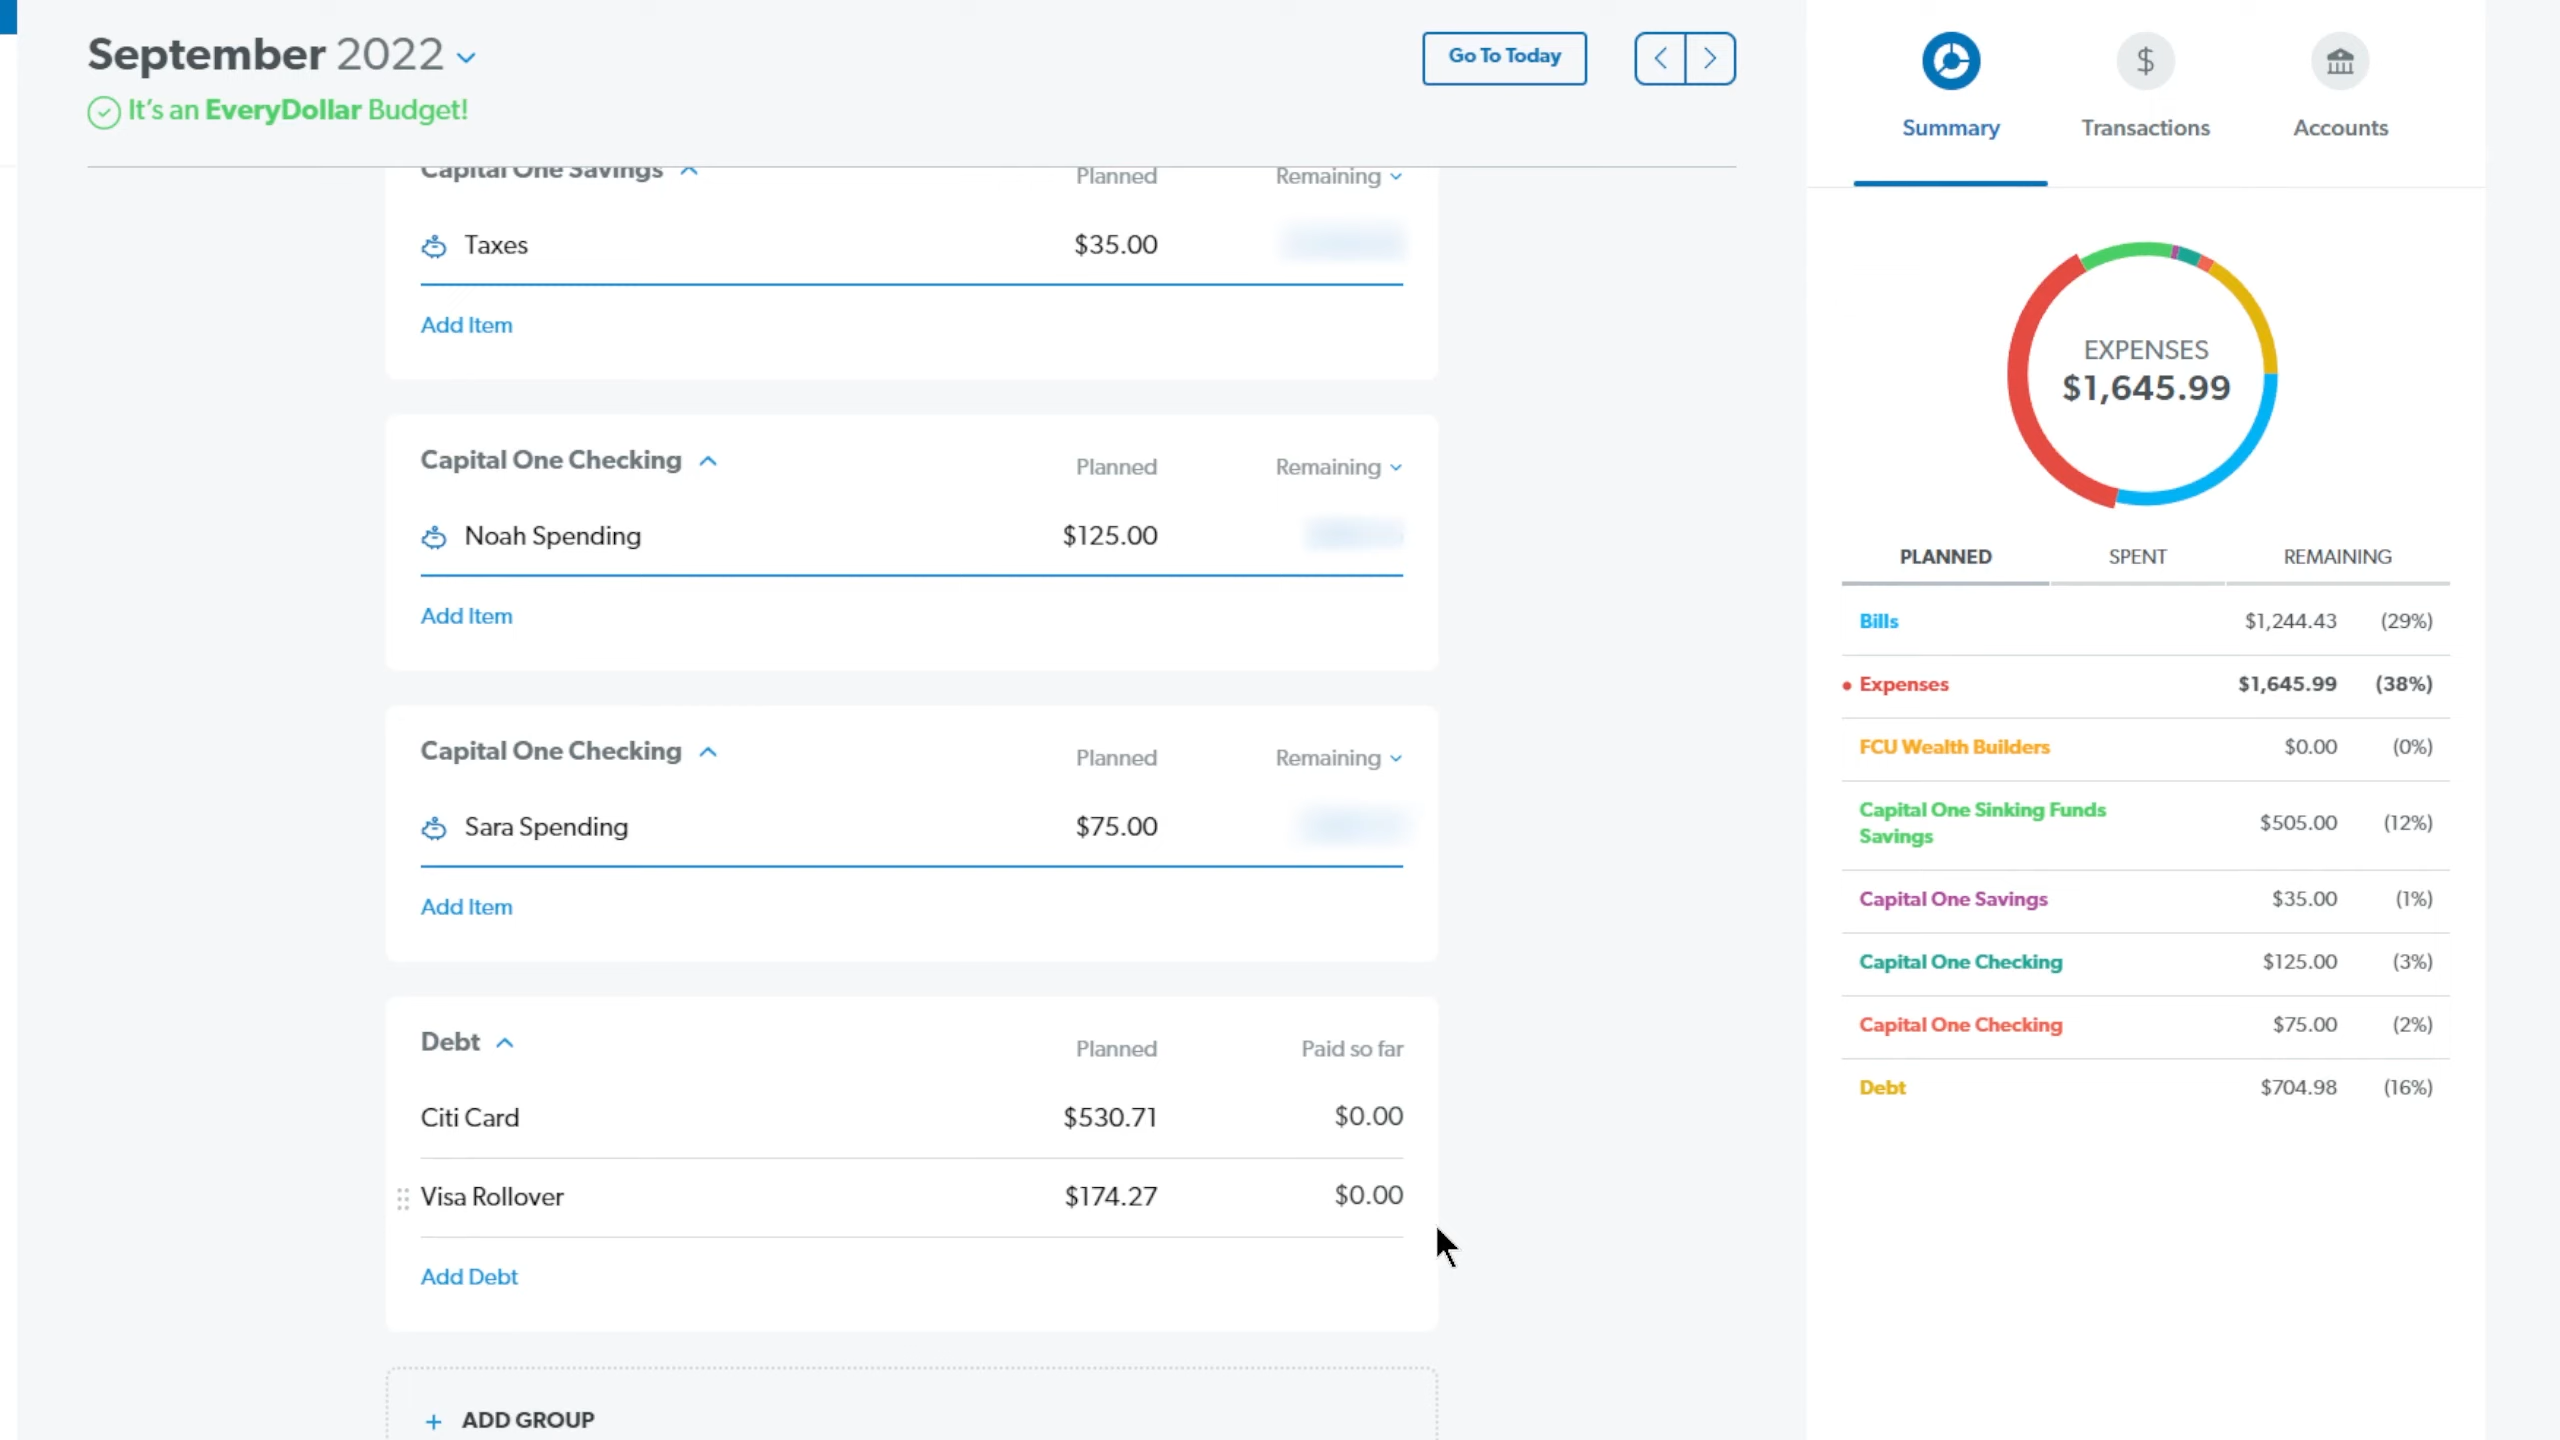 September 2022
It's an EveryDollar Budget!
Go To Today
Capital One Savings Planned Remaining
Taxes $35.00
Add Item
Capital One Checking Planned Remaining
Noah Spending $125.00
Add Item
Capital One Checking Planned Remaining
Sara Spending $75.00
Add Item
Debt Planned Paid so far
Citi Card $530.71 $0.00
Visa Rollover $174.27 $0.00
Add Debt
+ ADD GROUP
Summary Transactions Accounts
EXPENSES
$1,645.99
PLANNED SPENT REMAINING
Bills $1,244.43 (29%)
Expenses $1,645.99 (38%)
FCU Wealth Builders $0.00 (0%)
Capital One Sinking Funds
Savings $505.00 (12%)
Capital One Savings $35.00 (1%)
Capital One Checking $125.00 (3%)
Capital One Checking $75.00 (2%)
Debt $704.98 (16%)